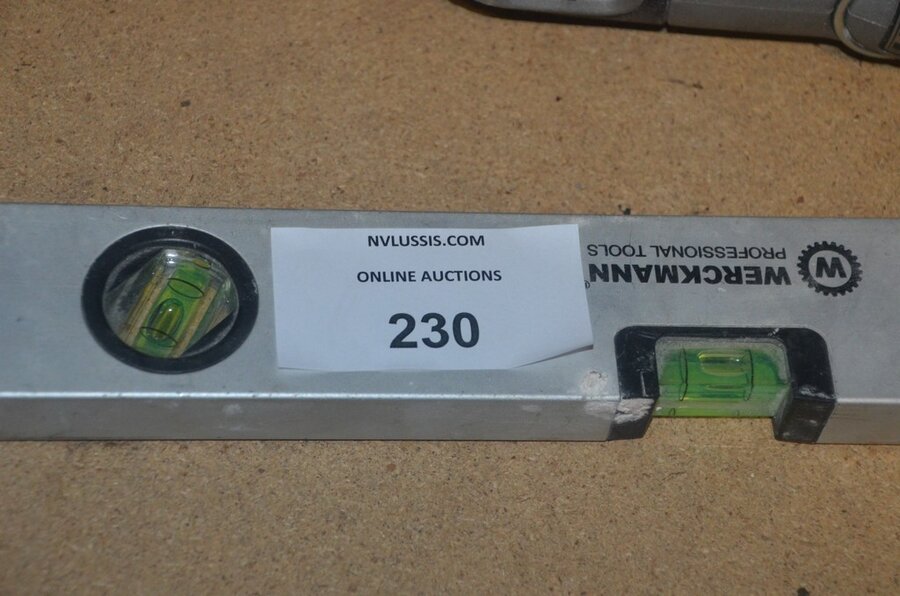 NVLUSSIS.COM
ONLINE AUCTIONS
230
WERCKMANN®
PROFESSIONAL TOOLS
W